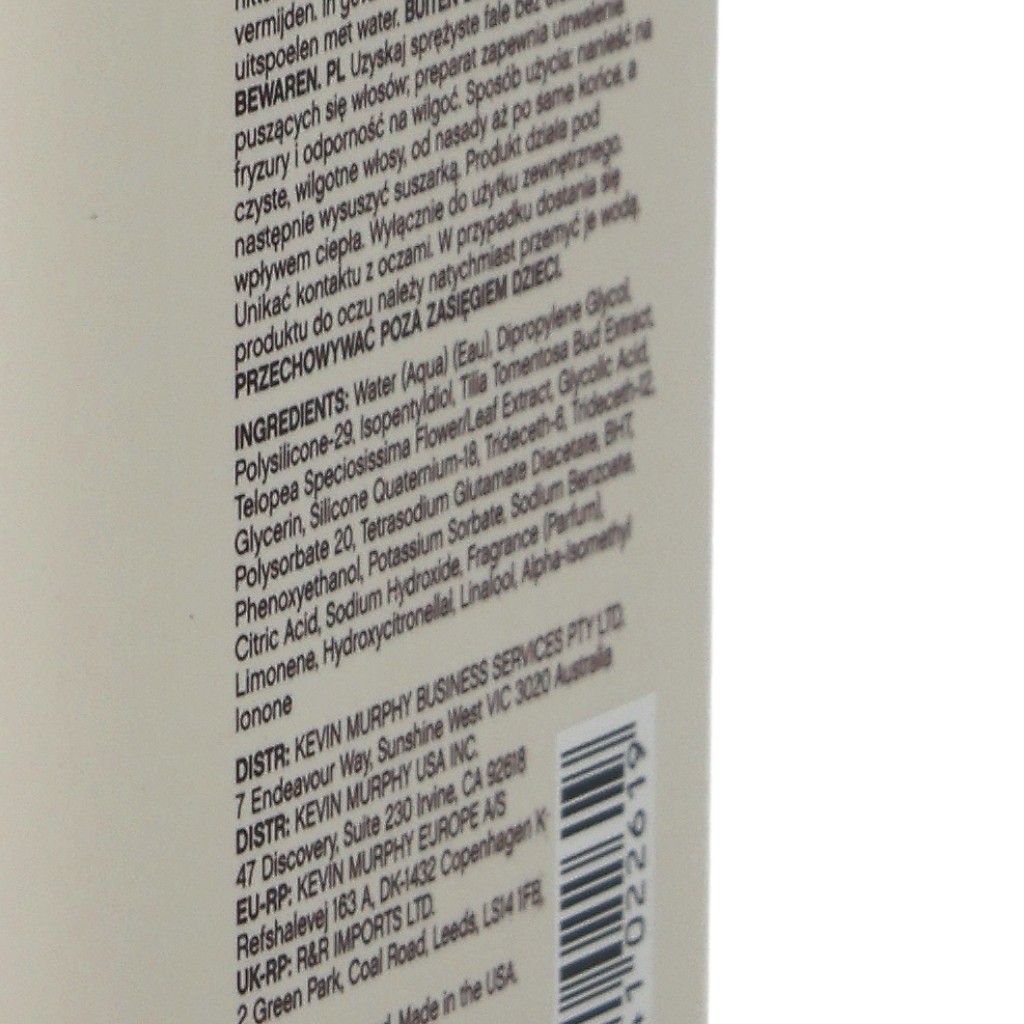 vermijden. In
uitspoelen met water. BUITEN
BEWAREN. PL Uzyskaj sprężyste fale bez
puszących się włosów; preparat zapewnia utrwalenie
fryzury i odporność na wilgoć. Sposób użycia: nanieść na
czyste, wilgotne włosy, od nasady aż po same końce, a
następnie wysuszyć suszarką. Produkt działa pod
wpływem ciepła. Wyłącznie do użytku zewnętrznego.
Unikać kontaktu z oczami. W przypadku dostania się
produktu do oczu należy natychmiast przemyć je wodą.
PRZECHOWYWAĆ POZA ZASIĘGIEM DZIECI.
INGREDIENTS: Water (Aqua) (Eau), Dipropylene Glycol,
Polysilicone-29, Isopentyldiol, Tilia Tomentosa Bud Extract,
Telopea Speciosissima Flower/Leaf Extract, Glycolic Acid,
Glycerin, Silicone Quaternium-18, Trideceth-6, Trideceth-12,
Polysorbate 20, Tetrasodium Glutamate Diacetate, BHT,
Phenoxyethanol, Potassium Sorbate, Sodium Benzoate,
Citric Acid, Sodium Hydroxide, Fragrance (Parfum),
Limonene, Hydroxycitronellal, Linalool, Alpha-Isomethyl
Ionone
DISTR: KEVIN MURPHY BUSINESS SERVICES PTY LTD.
7 Endeavour Way, Sunshine West VIC 3020 Australia
DISTR: KEVIN MURPHY USA INC.
47 Discovery, Suite 230 Irvine, CA 92618
EU-RP: KEVIN MURPHY EUROPE A/S
Refshalevej 163 A, DK-1432 Copenhagen K
UK-RP: R&R IMPORTS LTD.
2 Green Park, Coal Road, Leeds, LS14 1FB,
Made in the USA.
1 022619